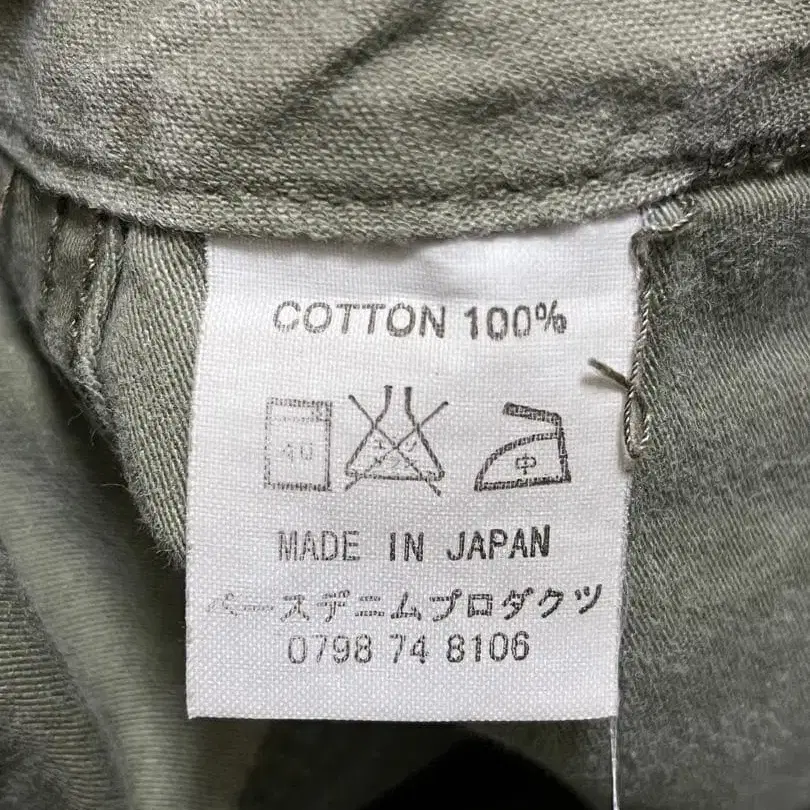 COTTON 100%
40 中
MADE IN JAPAN
ベースデニムプロダクツ
0798 74 8106